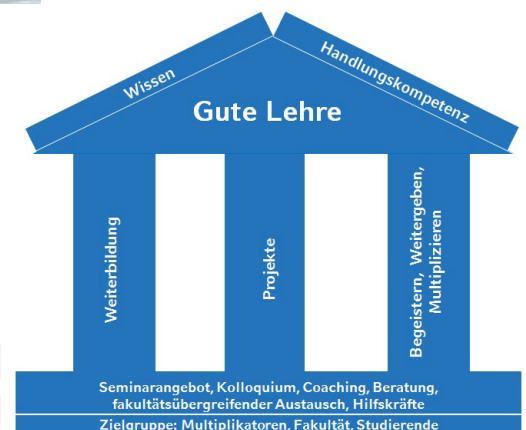 Wissen
Handlungskompetenz
Gute Lehre
Weiterbildung
Projekte
Begeistern, Weitergeben,
Multiplizieren
Seminarangebot, Kolloquium, Coaching, Beratung,
fakultätsübergreifender Austausch, Hilfskräfte
Zielgruppe: Multiplikatoren, Fakultät, Studierende